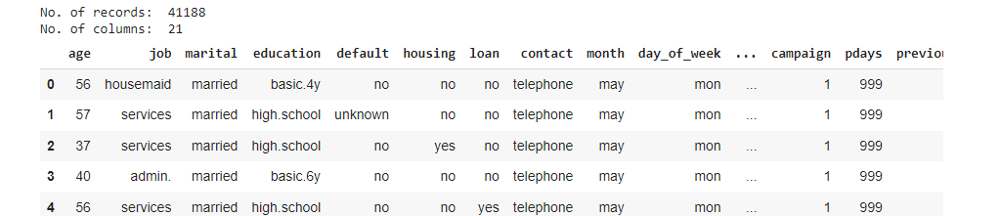 No. of records: 41188
No. of columns: 21
age job marital education default housing loan contact month day_of_week ... campaign pdays previou
0 56 housemaid married basic.4y no no no telephone may mon ... 1 999
1 57 services married high.school unknown no no telephone may mon ... 1 999
2 37 services married high.school no yes no telephone may mon ... 1 999
3 40 admin. married basic.6y no no no telephone may mon ... 1 999
4 56 services married high.school no no yes telephone may mon ... 1 999